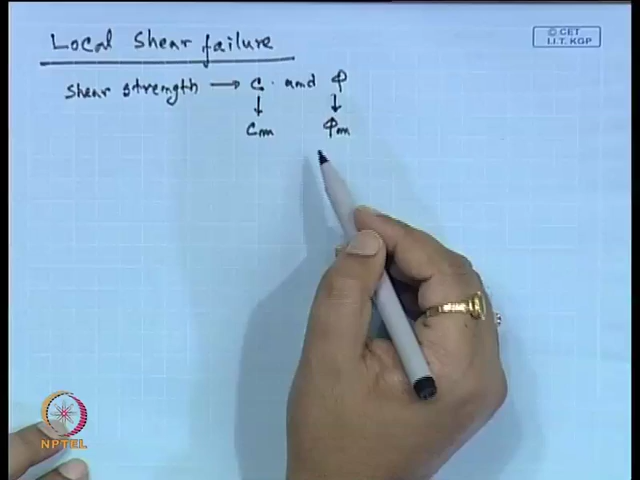 Local Shear failure
© CET
I.I.T. KGP
Shear strength → c and φ
↓ ↓
cm φm
NPTEL